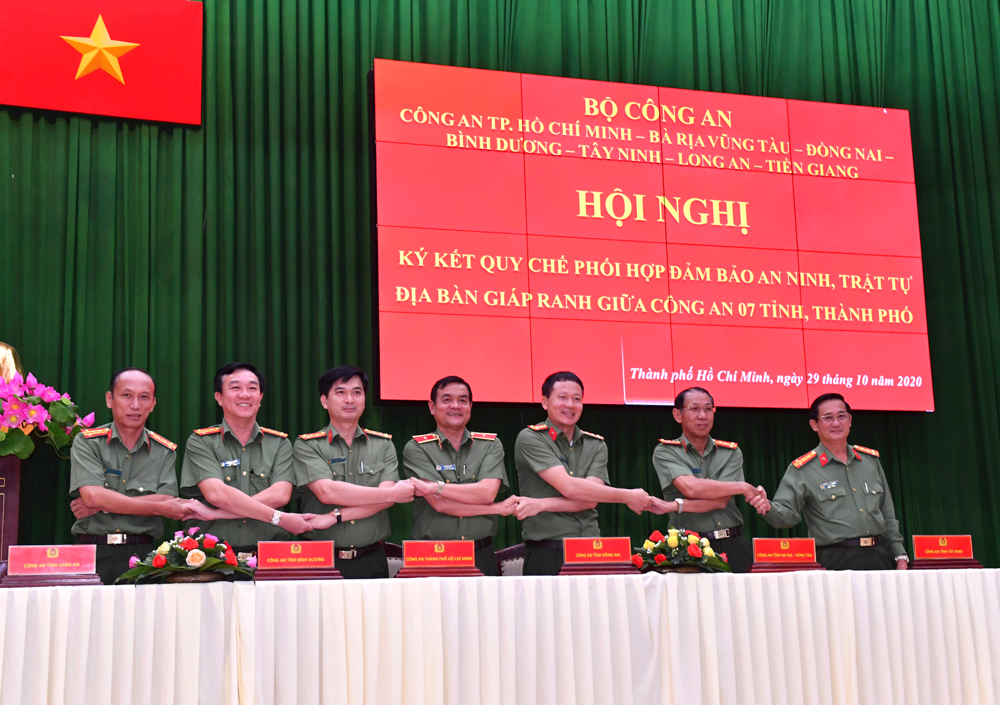 BỘ CÔNG AN
CÔNG AN TP. HỒ CHÍ MINH – BÀ RỊA VŨNG TÀU – ĐỒNG NAI –
BÌNH DƯƠNG – TÂY NINH – LONG AN – TIỀN GIANG
HỘI NGHỊ
KÝ KẾT QUY CHẾ PHỐI HỢP ĐẢM BẢO AN NINH, TRẬT TỰ
ĐỊA BÀN GIÁP RANH GIỮA CÔNG AN 07 TỈNH, THÀNH PHỐ
Thành phố Hồ Chí Minh, ngày 29 tháng 10 năm 2020
CÔNG AN TỈNH LONG AN
CÔNG AN TỈNH BÌNH DƯƠNG
CÔNG AN THÀNH PHỐ HỒ CHÍ MINH
CÔNG AN TỈNH ĐỒNG NAI
CÔNG AN TỈNH BÀ RỊA - VŨNG TÀU
CÔNG AN TỈNH TÂY NINH